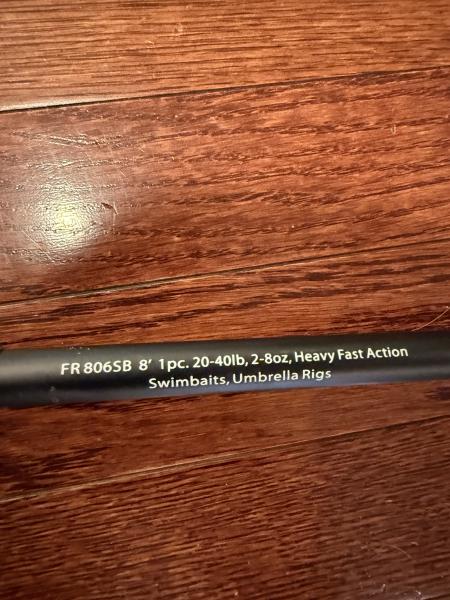 FR 806SB 8' 1pc. 20-40lb, 2-8oz, Heavy Fast Action
Swimbaits, Umbrella Rigs